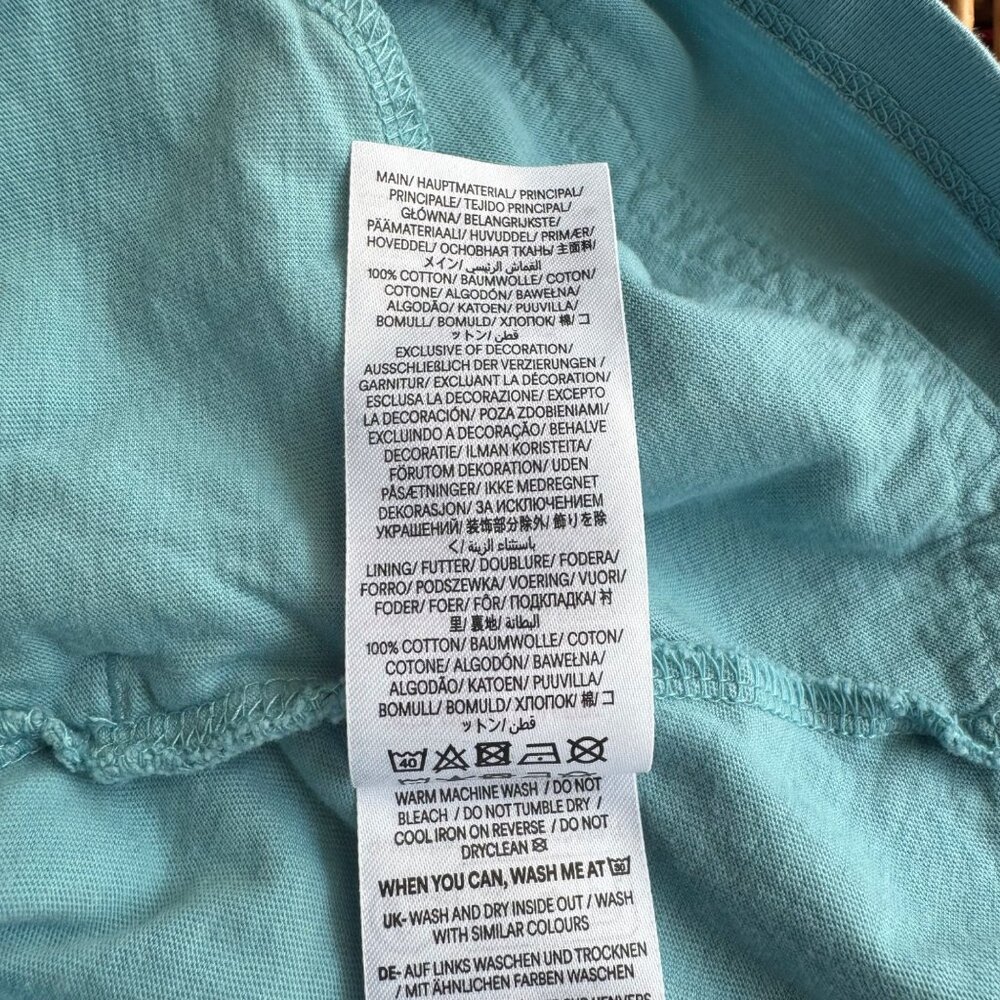 MAIN/ HAUPTMATERIAL/ PRINCIPAL/
PRINCIPALE/ TEJIDO PRINCIPAL/
GŁÓWNA/ BELANGRIJKSTE/
PÄÄMATERIAALI/ HUVUDDEL/ PRIMÆR/
HOVEDDEL/ ОСНОВНАЯ ТКАНЬ/ 主面料/
メイン/ القماش الرئيسي
100% COTTON/ BAUMWOLLE/ COTON/
COTONE/ ALGODÓN/ BAWEŁNA/
ALGODÃO/ KATOEN/ PUUVILLA/
BOMULL/ BOMULD/ ХЛОПОК/ 棉/ コ
ットン/ قطن
EXCLUSIVE OF DECORATION/
AUSSCHLIEßLICH DER VERZIERUNGEN /
GARNITUR/ EXCLUANT LA DÉCORATION/
ESCLUSA LA DECORAZIONE/ EXCEPTO
LA DECORACIÓN/ POZA ZDOBIENIAMI/
EXCLUINDO A DECORAÇÃO/ BEHALVE
DECORATIE/ ILMAN KORISTEITA/
FÖRUTOM DEKORATION/ UDEN
PÅSÆTNINGER/ IKKE MEDREGNET
DEKORASJON/ ЗА ИСКЛЮЧЕНИЕМ
УКРАШЕНИЙ/ 装饰部分除外/ 飾りを除
く/ باستثناء الزينة
LINING/ FUTTER/ DOUBLURE/ FODERA/
FORRO/ PODSZEWKA/ VOERING/ VUORI/
FODER/ FOER/ FÔR/ ПОДКЛАДКА/ 衬
里/ 裏地/ البطانة
100% COTTON/ BAUMWOLLE/ COTON/
COTONE/ ALGODÓN/ BAWEŁNA/
ALGODÃO/ KATOEN/ PUUVILLA/
BOMULL/ BOMULD/ ХЛОПОК/ 棉/ コ
ットン/ قطن
40
WARM MACHINE WASH / DO NOT
BLEACH / DO NOT TUMBLE DRY /
COOL IRON ON REVERSE / DO NOT
DRYCLEAN
WHEN YOU CAN, WASH ME AT 30
UK- WASH AND DRY INSIDE OUT / WASH
WITH SIMILAR COLOURS
DE- AUF LINKS WASCHEN UND TROCKNEN
/ MIT ÄHNLICHEN FARBEN WASCHEN